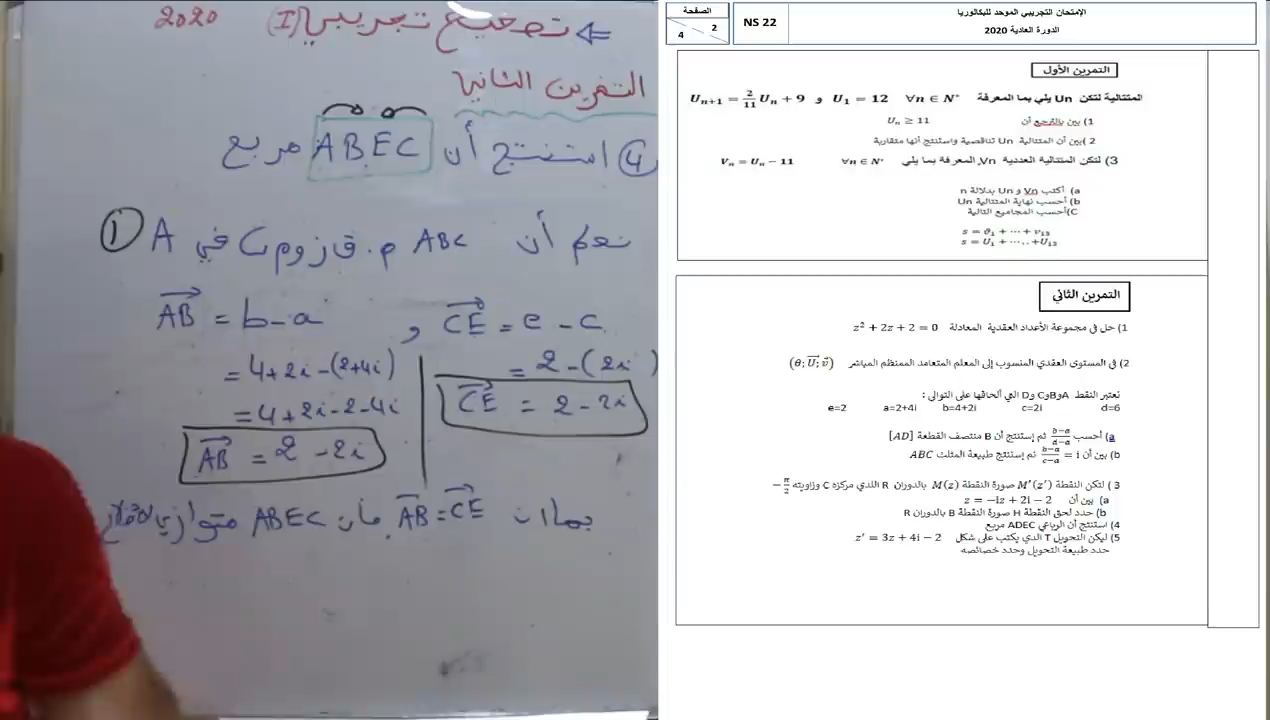 ⇐ تصحيح تجريبي (I) 2020
التمرين الثاني
④ استنتج أن ABEC مربع
نعلم أن ABC م. ق. ز وم. س في A ①
AB = b-a , CE = e-c
= 4+2i-(2+4i)
= 4+2i-2-4i
AB = 2-2i
= 2-(2i)
CE = 2-2i
بما ان AB=CE فان ABEC متوازي الأضلاع
الصفحة
2
4
NS 22
الإمتحان التجريبي الموحد للبكالوريا
الدورة العادية 2020
التمرين الأول
المتتالية لتكن Un يلي بما المعرفة ∀n ∈ N* U₁ = 12 و Uₙ₊₁ = 2/11 Uₙ + 9
1) بين بالترجع أن Uₙ ≥ 11
2) بين أن المتتالية Un تناقصية واستنتج أنها متقاربة
3) لتكن المتتالية العددية Vn المعرفة بما يلي ∀n ∈ N* Vₙ = Uₙ − 11
a) أكتب Vn و Un بدلالة n
b) أحسب نهاية المتتالية Un
C) أحسب المجاميع التالية
s = ϑ₁ + ⋯ + v₁₃
s = U₁ + ⋯..+U₁₃
التمرين الثاني
1) حل في مجموعة الأعداد العقدية المعادلة z² + 2z + 2 = 0
2) في المستوى العقدي المنسوب إلى المعلم المتعامد الممنظم المباشر (θ; U; v)
نعتبر النقط A وB وC و D التي ألحاقها على التوالى :
e=2 a=2+4i b=4+2i c=2i d=6
a) أحسب b−a/d−a ثم إستنتج أن B منتصف القطعة [AD]
b) بين أن b−a/c−a = i ثم إستنتج طبيعة المثلث ABC
3 ) لتكن النقطة M′(z′) صورة النقطة M(z) بالدوران R اللدي مركزه C وزاويته −π/2
a) بين أن z = −iz + 2i − 2
b) حدد لحق النقطة H صورة النقطة B بالدوران R
4) استنتج أن الرباعي ADEC مربع
5) ليكن التحويل T الذي يكتب على شكل z′ = 3z + 4i − 2
حدد طبيعة التحويل وحدد خصائصه